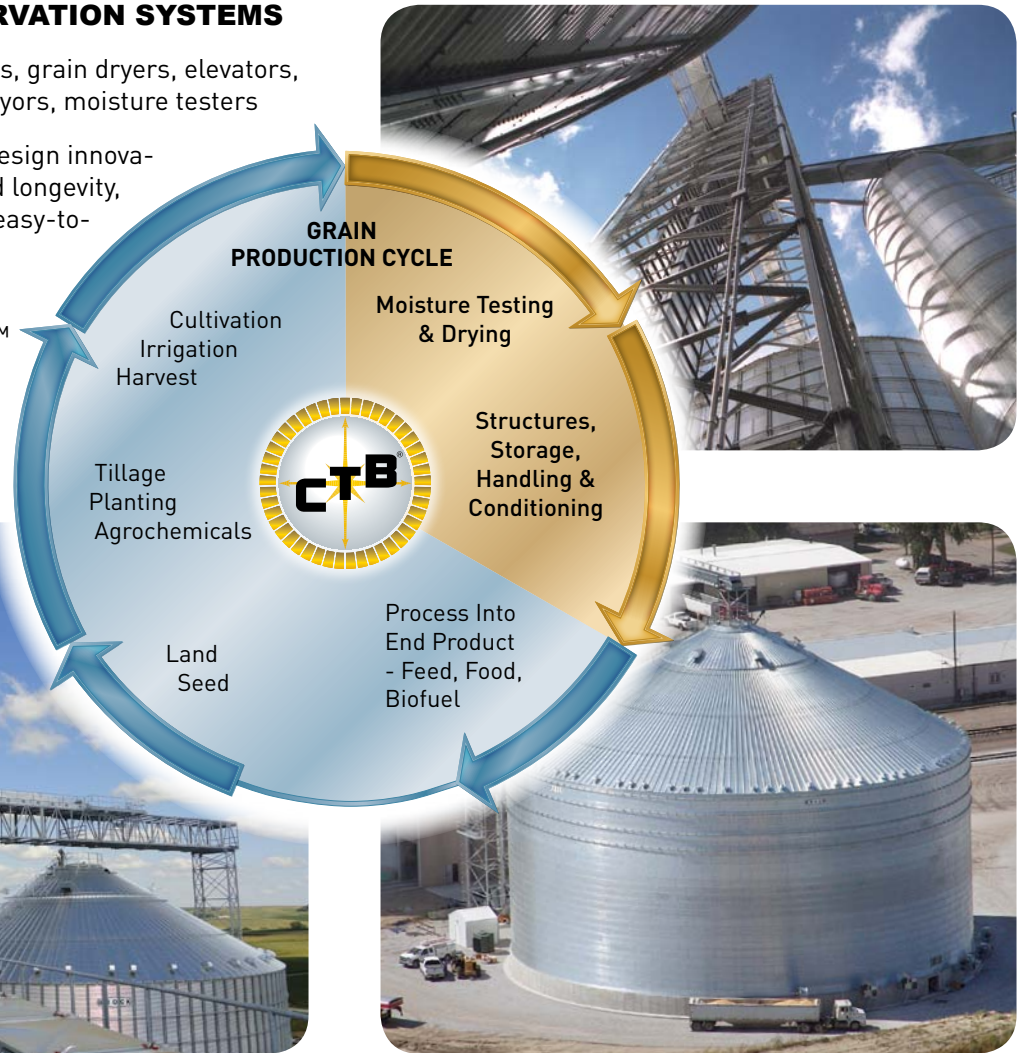 RVATION SYSTEMS
s, grain dryers, elevators,
yors, moisture testers
esign innova-
d longevity,
easy-to-
M
GRAIN
PRODUCTION CYCLE
Moisture Testing
& Drying
Structures,
Storage,
Handling &
Conditioning
Process Into
End Product
- Feed, Food,
Biofuel
Land
Seed
Tillage
Planting
Agrochemicals
Cultivation
Irrigation
Harvest
CTB®